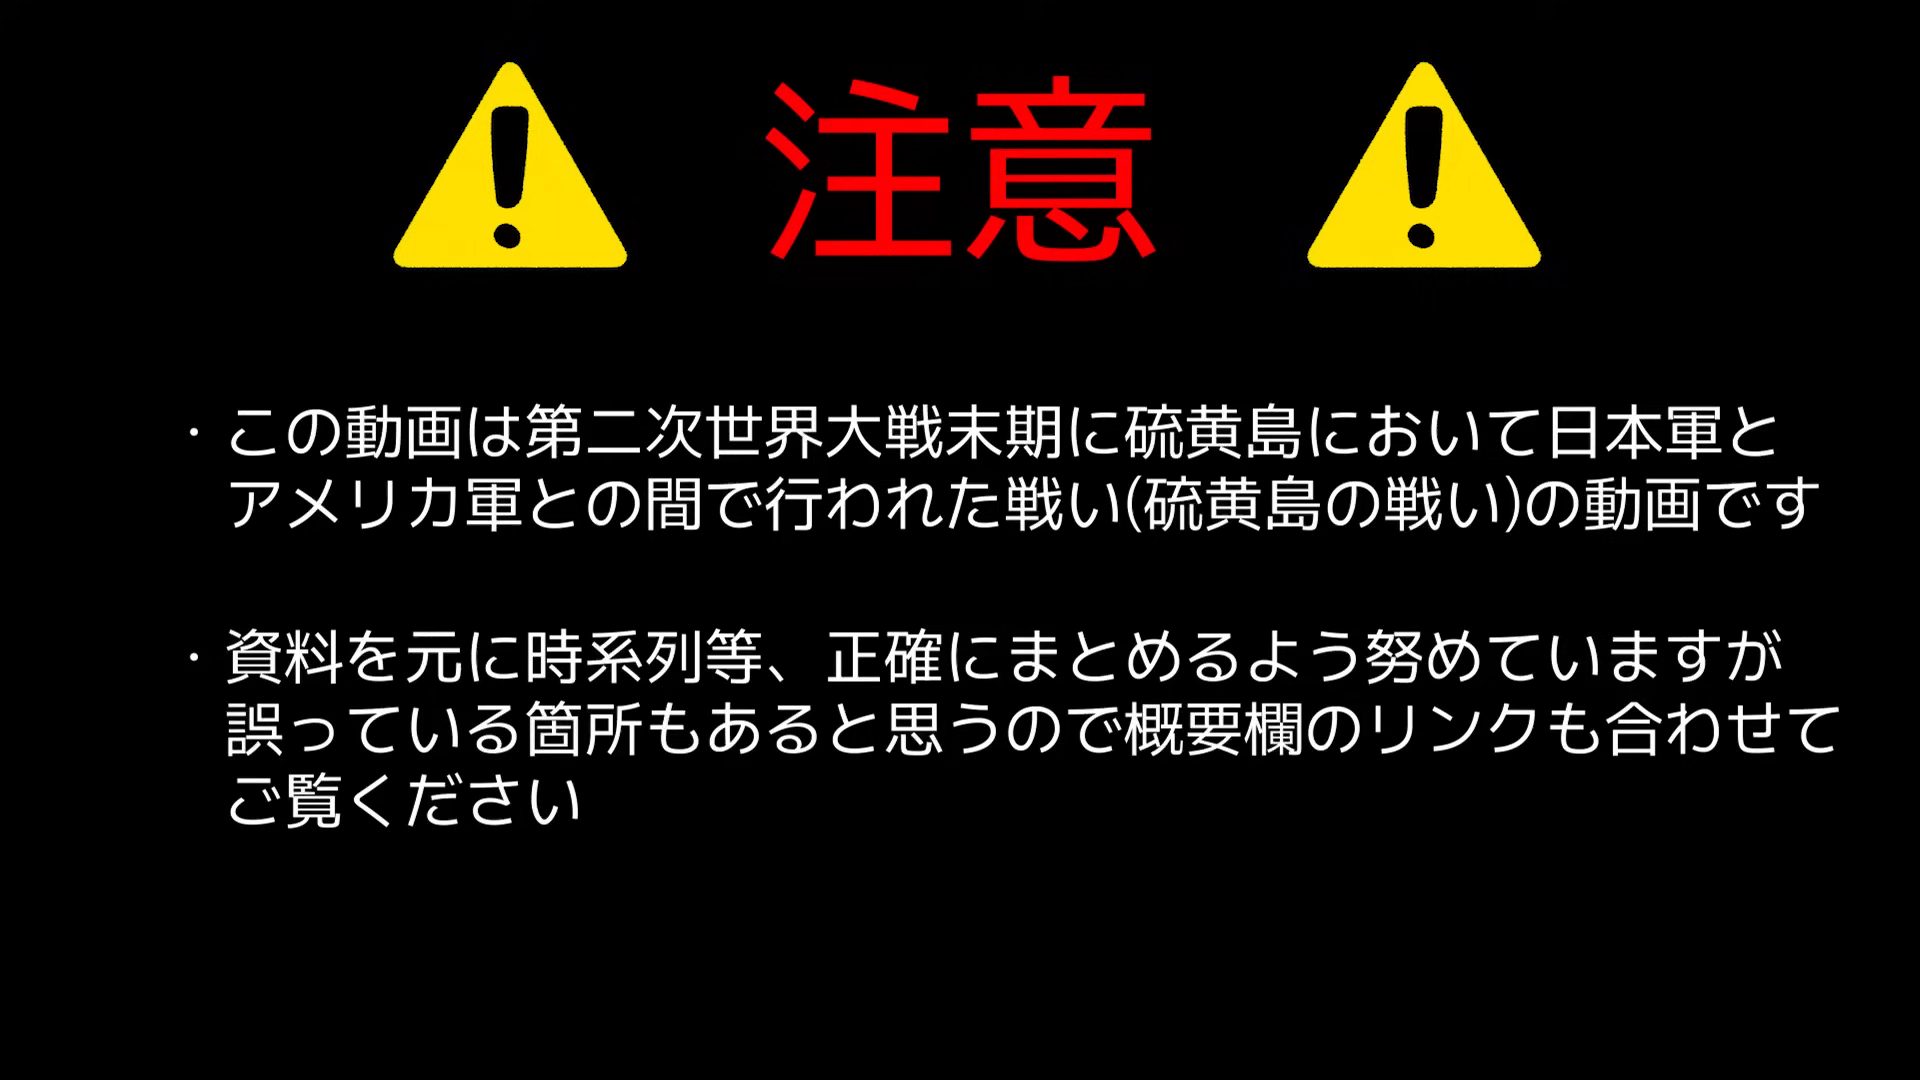 注意
・この動画は第二次世界大戦末期に硫黄島において日本軍と
アメリカ軍との間で行われた戦い(硫黄島の戦い)の動画です
・資料を元に時系列等、正確にまとめるよう努めていますが
誤っている箇所もあると思うので概要欄のリンクも合わせて
ご覧ください